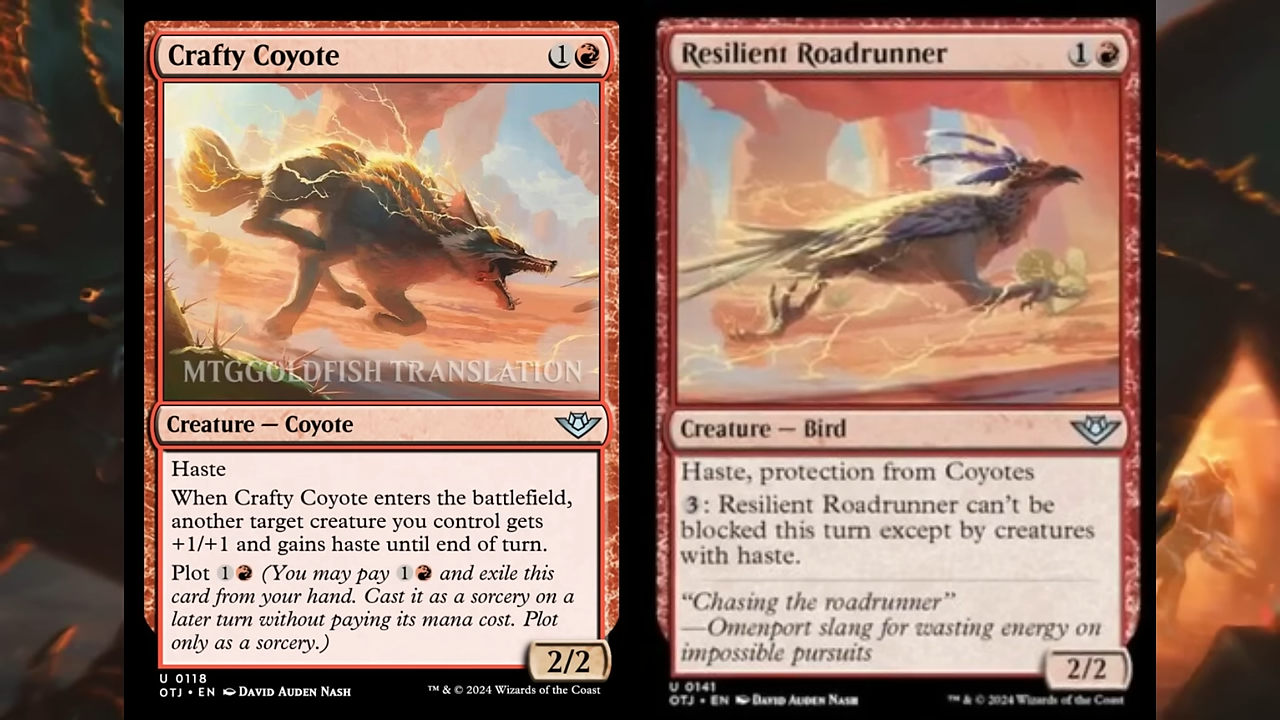 Crafty Coyote
1
MTGGOLDFISH TRANSLATION
Creature — Coyote
Haste
When Crafty Coyote enters the battlefield,
another target creature you control gets
+1/+1 and gains haste until end of turn.
Plot 1 (You may pay 1 and exile this
card from your hand. Cast it as a sorcery on a
later turn without paying its mana cost. Plot
only as a sorcery.)
2/2
U 0118
OTJ • EN DAVID AUDEN NASH
™ & © 2024 Wizards of the Coast
Resilient Roadrunner
1
Creature — Bird
Haste, protection from Coyotes
3: Resilient Roadrunner can't be
blocked this turn except by creatures
with haste.
“Chasing the roadrunner”
—Omenport slang for wasting energy on
impossible pursuits
2/2
U 0141
OTJ • EN DAVID AUDEN NASH
™ & © 2024 Wizards of the Coast